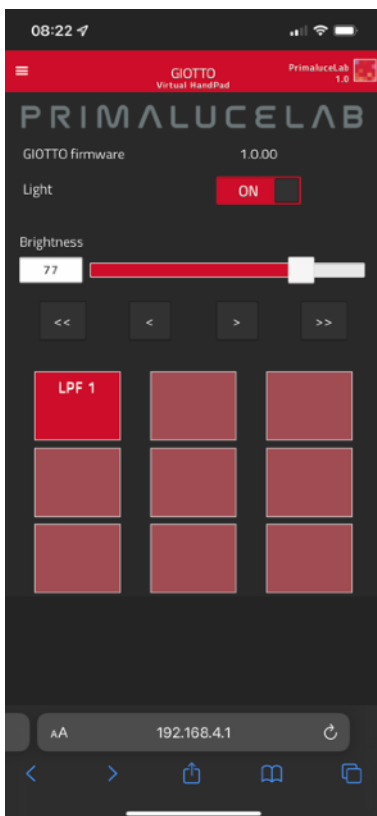 08:22
GIOTTO
Virtual HandPad
PrimaluceLab
1.0
PRIMALUCELAB
GIOTTO firmware 1.0.00
Light ON
Brightness
77
<< < > >>
LPF 1
AA 192.168.4.1